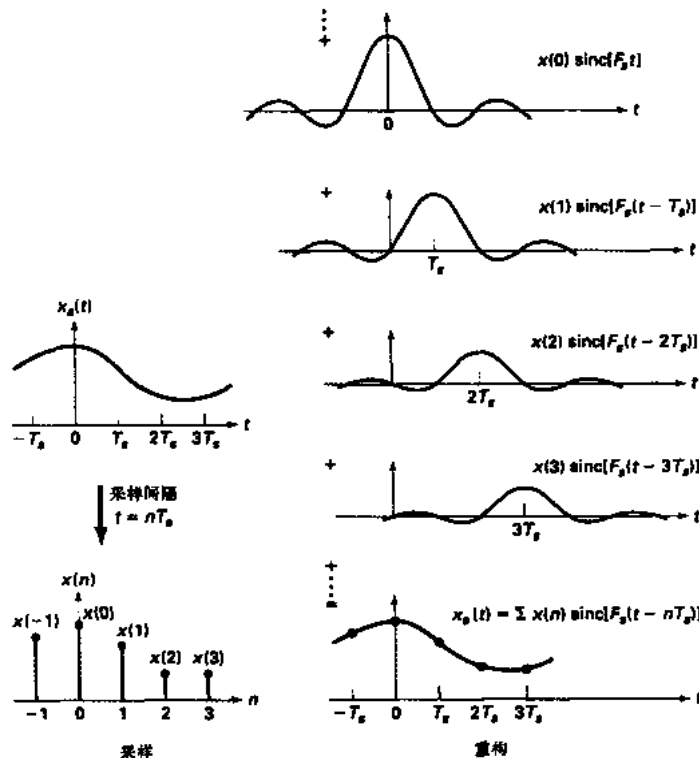 +
x(0) sinc[F_s t]
t
0
+
x(1) sinc[F_s(t − T_s)]
t
T_s
x_a(t)
+
x(2) sinc[F_s(t − 2T_s)]
t
2T_s
−T_s 0 T_s 2T_s 3T_s t
+
x(3) sinc[F_s(t − 3T_s)]
t
3T_s
采样间隔
t = nT_s
x(n)
x(−1) x(0) x(1) x(2) x(3)
−1 0 1 2 3 n
采样
+
=
x_a(t) = Σ x(n) sinc[F_s(t − nT_s)]
−T_s 0 T_s 2T_s 3T_s t
重构